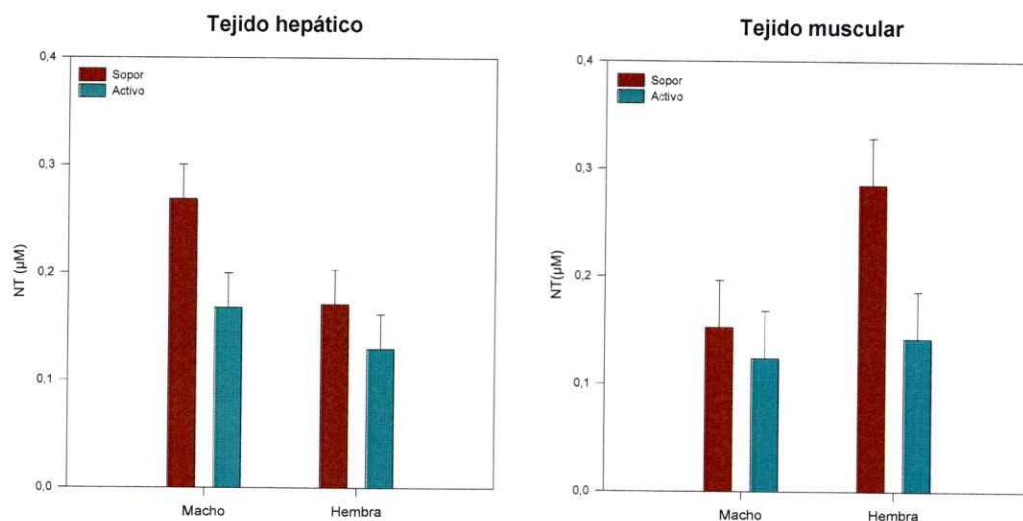 Tejido hepático
0,4
0,3
0,2
0,1
0,0
NT (µM)
Sopor
Activo
Macho
Hembra
Tejido muscular
0,4
0,3
0,2
0,1
0,0
NT(µM)
Sopor
Activo
Macho
Hembra